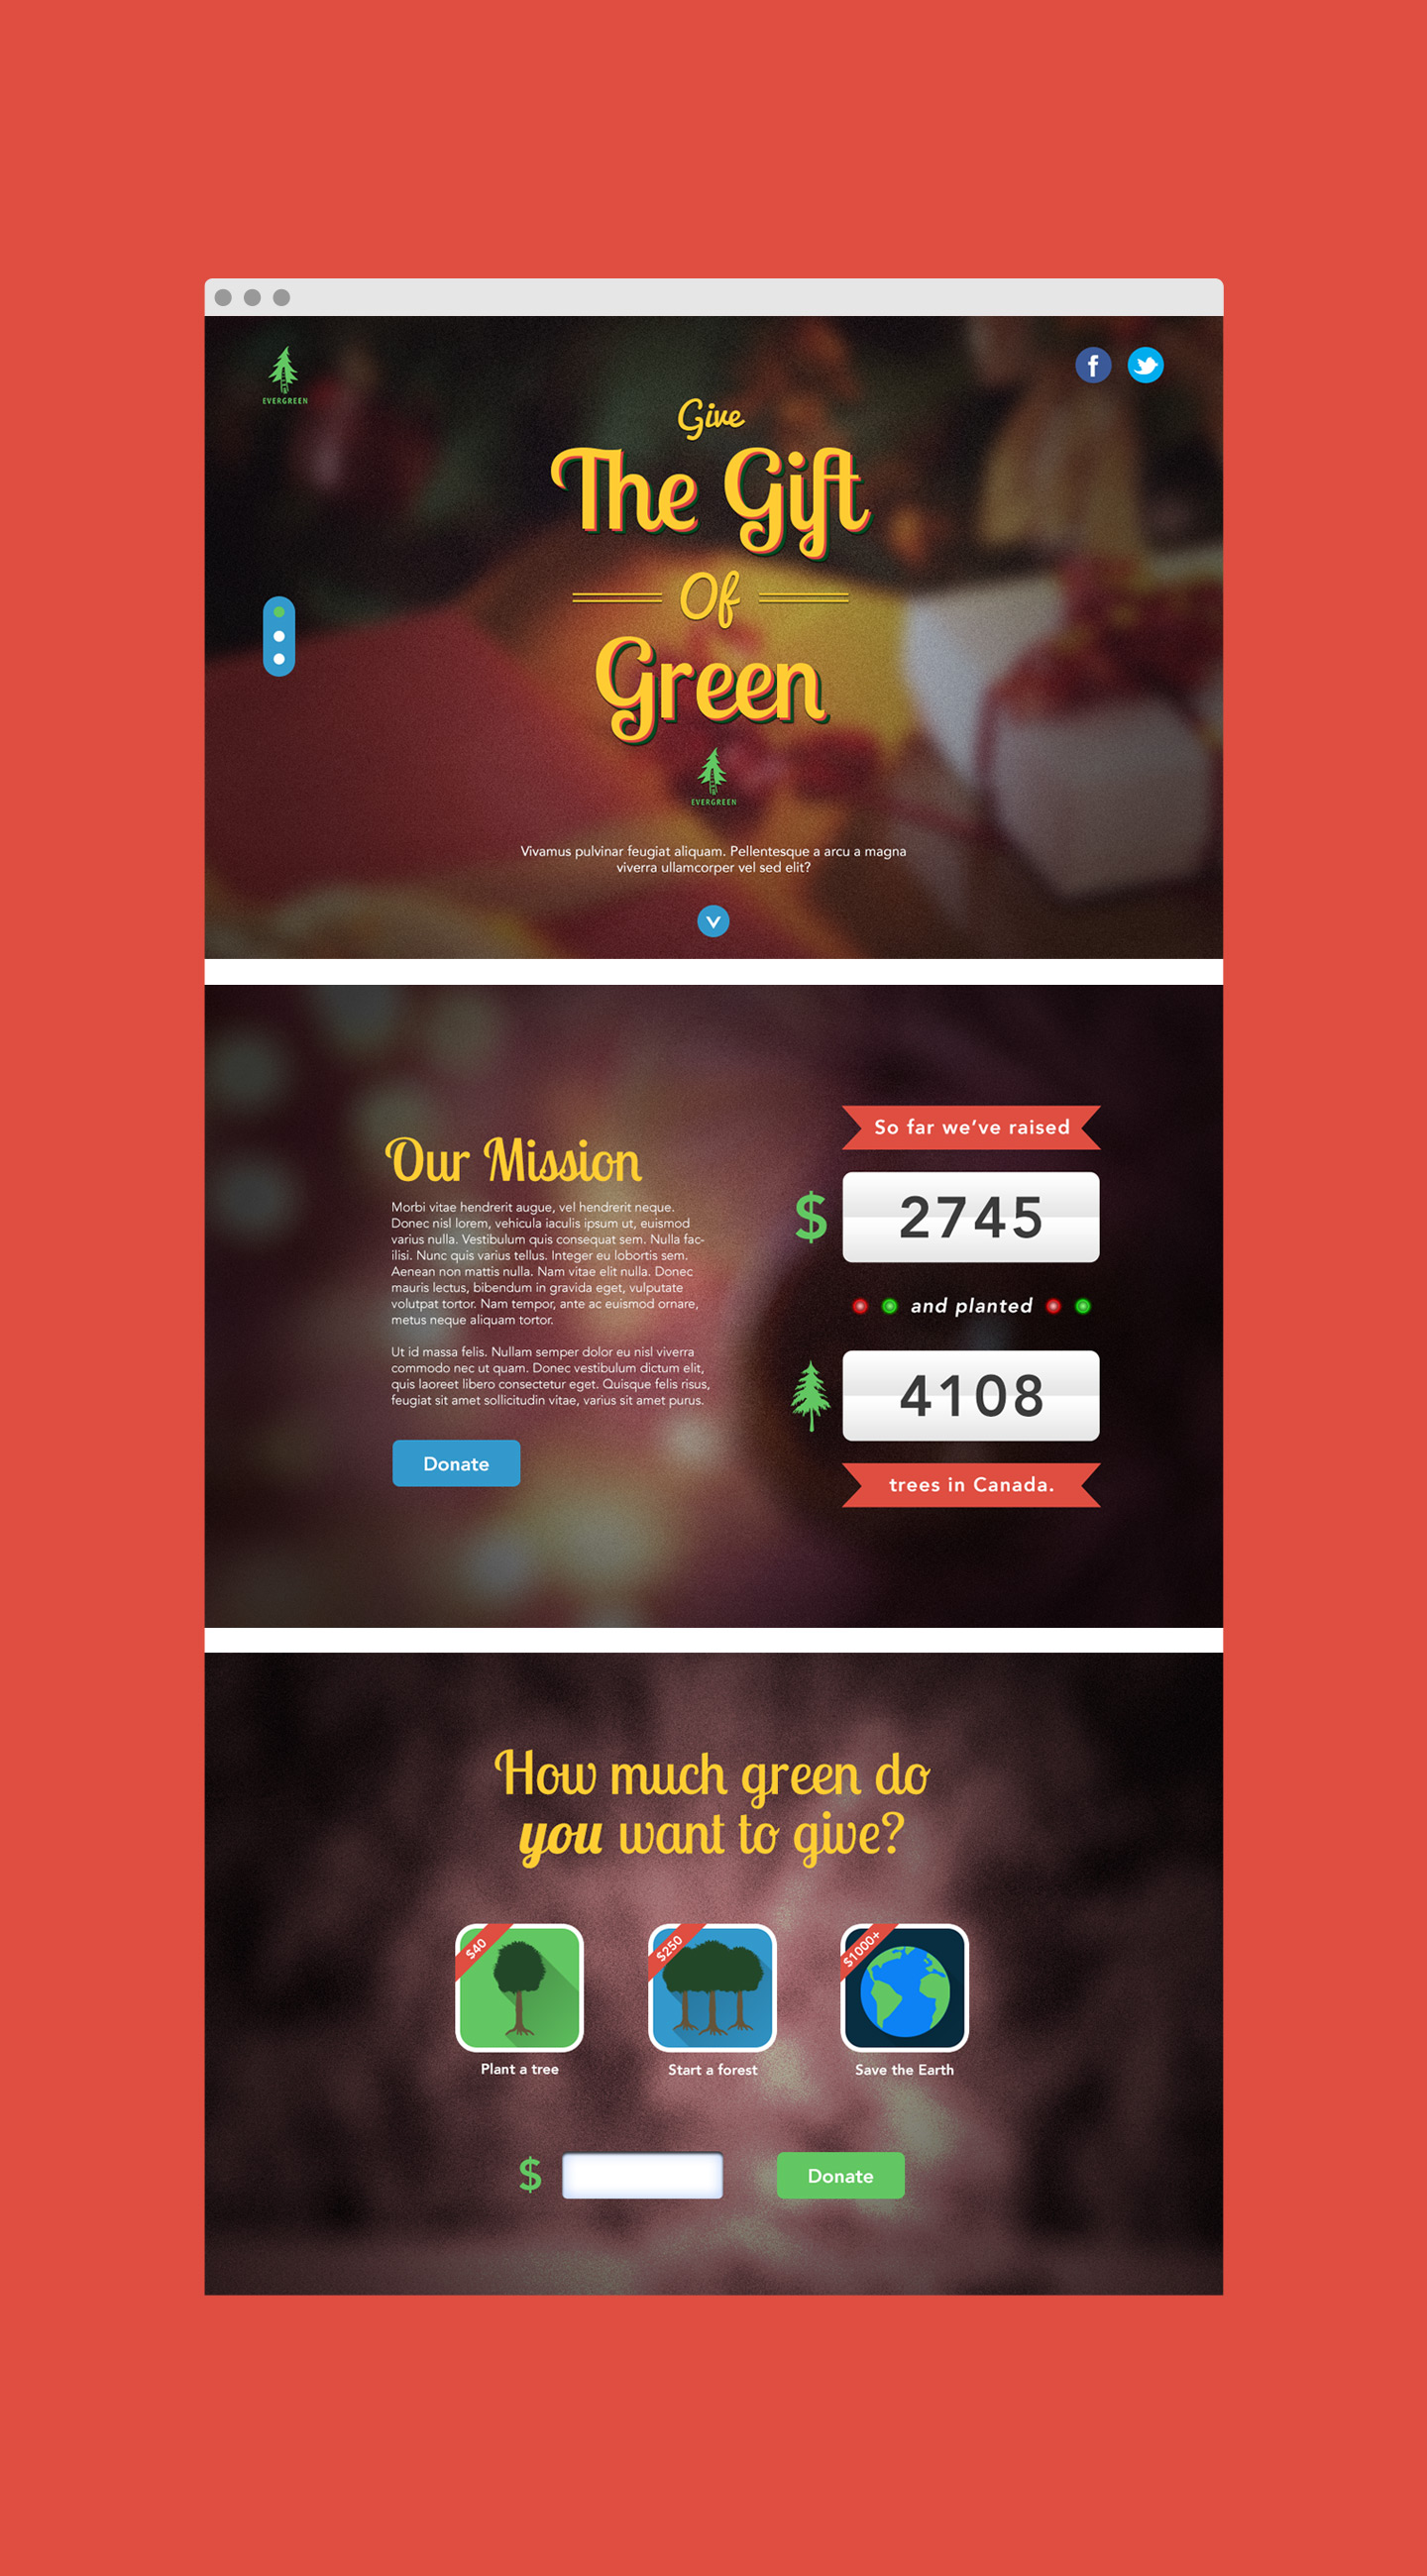 EVERGREEN
f
Give
The Gift
Of
Green
EVERGREEN
Vivamus pulvinar feugiat aliquam. Pellentesque a arcu a magna
viverra ullamcorper vel sed elit?
Our Mission
Morbi vitae hendrerit augue, vel hendrerit neque.
Donec nisl lorem, vehicula iaculis ipsum ut, euismod
varius nulla. Vestibulum quis consequat sem. Nulla fac-
ilisi. Nunc quis varius tellus. Integer eu lobortis sem.
Aenean non mattis nulla. Nam vitae elit nulla. Donec
mauris lectus, bibendum in gravida eget, vulputate
volutpat tortor. Nam tempor, ante ac euismod ornare,
metus neque aliquam tortor.
Ut id massa felis. Nullam semper dolor eu nisl viverra
commodo nec ut quam. Donec vestibulum dictum elit,
quis laoreet libero consectetur eget. Quisque felis risus,
feugiat sit amet sollicitudin vitae, varius sit amet purus.
Donate
So far we've raised
$ 2745
and planted
4108
trees in Canada.
How much green do
you want to give?
$40
Plant a tree
$250
Start a forest
$1000+
Save the Earth
$
Donate